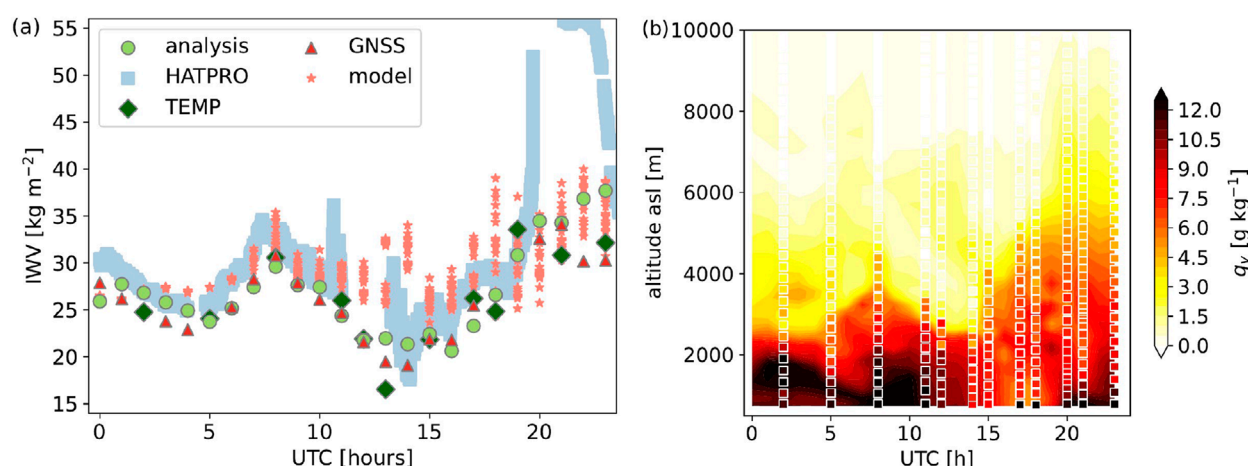 (a)
analysis
HATPRO
TEMP
GNSS
model
IWV [kg m⁻²]
55
50
45
40
35
30
25
20
15
0
5
10
15
20
UTC [hours]
(b)
altitude asl [m]
10000
8000
6000
4000
2000
0
5
10
15
20
UTC [h]
12.0
10.5
9.0
7.5
6.0
4.5
3.0
1.5
0.0
qᵥ [g kg⁻¹]